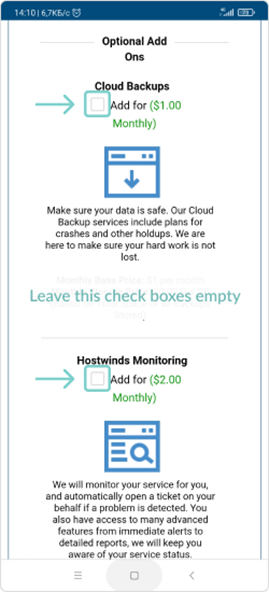 14:10 | 6,7КБ/с
Optional Add
Ons
Cloud Backups
Add for ($1.00
Monthly)
Make sure your data is safe. Our Cloud
Backup services include plans for
crashes and other holdups. We are
here to make sure your hard work is not
lost.
Leave this check boxes empty
Hostwinds Monitoring
Add for ($2.00
Monthly)
We will monitor your service for you,
and automatically open a ticket on your
behalf if a problem is detected. You
also have access to many advanced
features from immediate alerts to
detailed reports, we will keep you
aware of your service status.